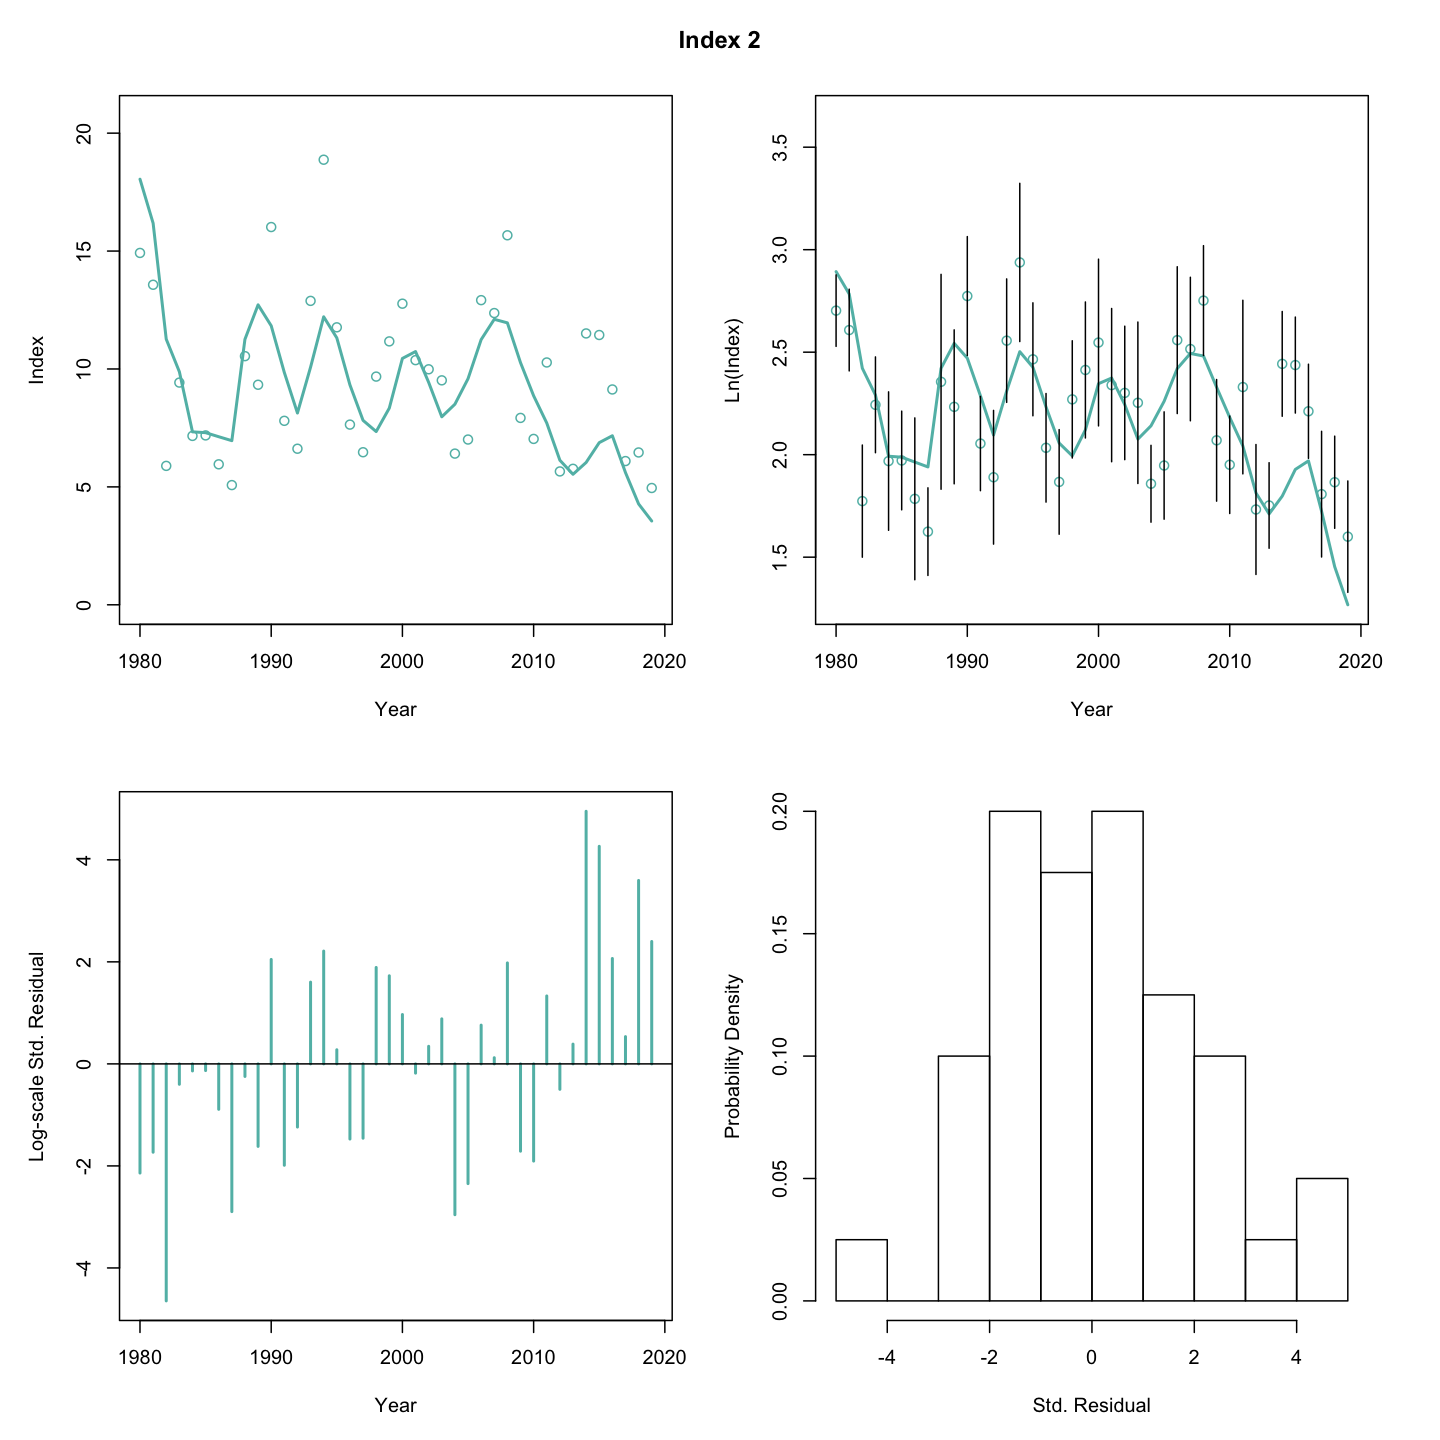 Index 2
Index
20
15
10
5
0
1980 1990 2000 2010 2020
Year
Ln(Index)
3.5
3.0
2.5
2.0
1.5
1980 1990 2000 2010 2020
Year
Log-scale Std. Residual
4
2
0
-2
-4
1980 1990 2000 2010 2020
Year
Probability Density
0.20
0.15
0.10
0.05
0.00
-4 -2 0 2 4
Std. Residual